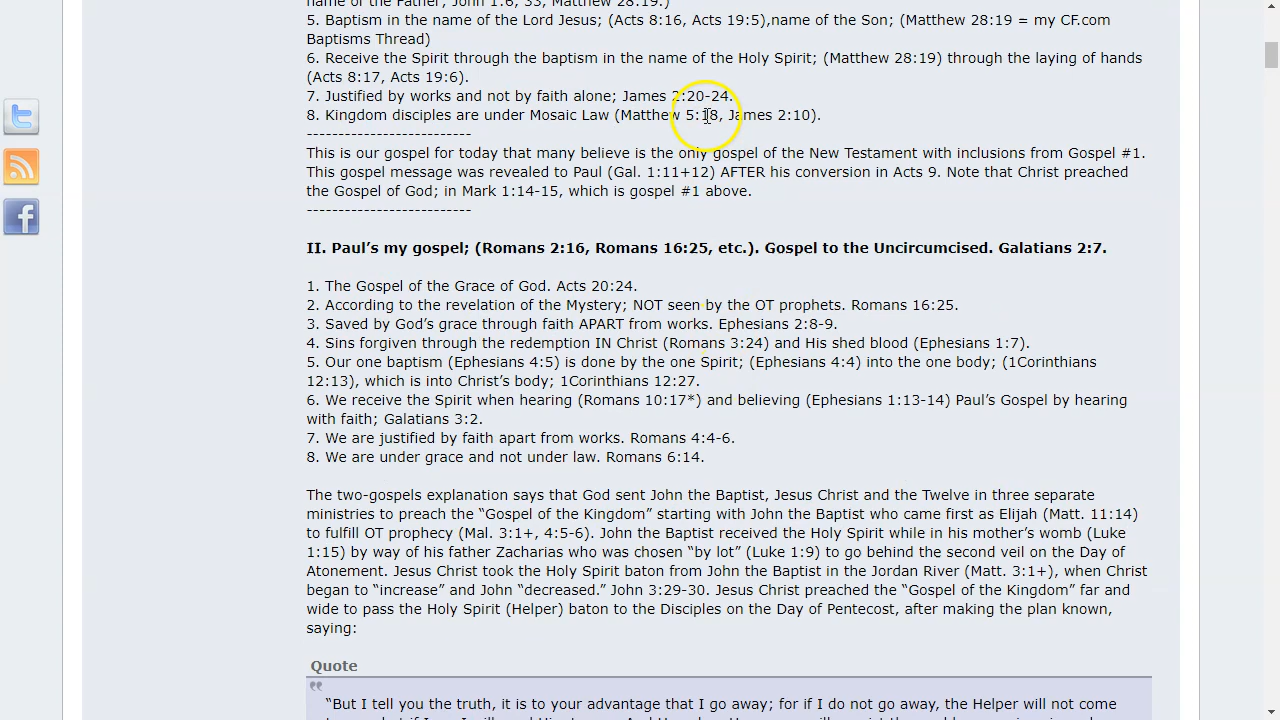 name of the Father; John 1:6, 33, Matthew 28:19.)
5. Baptism in the name of the Lord Jesus; (Acts 8:16, Acts 19:5),name of the Son; (Matthew 28:19 = my CF.com
Baptisms Thread)
6. Receive the Spirit through the baptism in the name of the Holy Spirit; (Matthew 28:19) through the laying of hands
(Acts 8:17, Acts 19:6).
7. Justified by works and not by faith alone; James 2:20-24.
8. Kingdom disciples are under Mosaic Law (Matthew 5:18, James 2:10).
--------------------------
This is our gospel for today that many believe is the only gospel of the New Testament with inclusions from Gospel #1.
This gospel message was revealed to Paul (Gal. 1:11+12) AFTER his conversion in Acts 9. Note that Christ preached
the Gospel of God; in Mark 1:14-15, which is gospel #1 above.
--------------------------
II. Paul’s my gospel; (Romans 2:16, Romans 16:25, etc.). Gospel to the Uncircumcised. Galatians 2:7.
1. The Gospel of the Grace of God. Acts 20:24.
2. According to the revelation of the Mystery; NOT seen by the OT prophets. Romans 16:25.
3. Saved by God’s grace through faith APART from works. Ephesians 2:8-9.
4. Sins forgiven through the redemption IN Christ (Romans 3:24) and His shed blood (Ephesians 1:7).
5. Our one baptism (Ephesians 4:5) is done by the one Spirit; (Ephesians 4:4) into the one body; (1Corinthians
12:13), which is into Christ’s body; 1Corinthians 12:27.
6. We receive the Spirit when hearing (Romans 10:17*) and believing (Ephesians 1:13-14) Paul’s Gospel by hearing
with faith; Galatians 3:2.
7. We are justified by faith apart from works. Romans 4:4-6.
8. We are under grace and not under law. Romans 6:14.
The two-gospels explanation says that God sent John the Baptist, Jesus Christ and the Twelve in three separate
ministries to preach the “Gospel of the Kingdom” starting with John the Baptist who came first as Elijah (Matt. 11:14)
to fulfill OT prophecy (Mal. 3:1+, 4:5-6). John the Baptist received the Holy Spirit while in his mother’s womb (Luke
1:15) by way of his father Zacharias who was chosen “by lot” (Luke 1:9) to go behind the second veil on the Day of
Atonement. Jesus Christ took the Holy Spirit baton from John the Baptist in the Jordan River (Matt. 3:1+), when Christ
began to “increase” and John “decreased.” John 3:29-30. Jesus Christ preached the “Gospel of the Kingdom” far and
wide to pass the Holy Spirit (Helper) baton to the Disciples on the Day of Pentecost, after making the plan known,
saying:
Quote
“But I tell you the truth, it is to your advantage that I go away; for if I do not go away, the Helper will not come